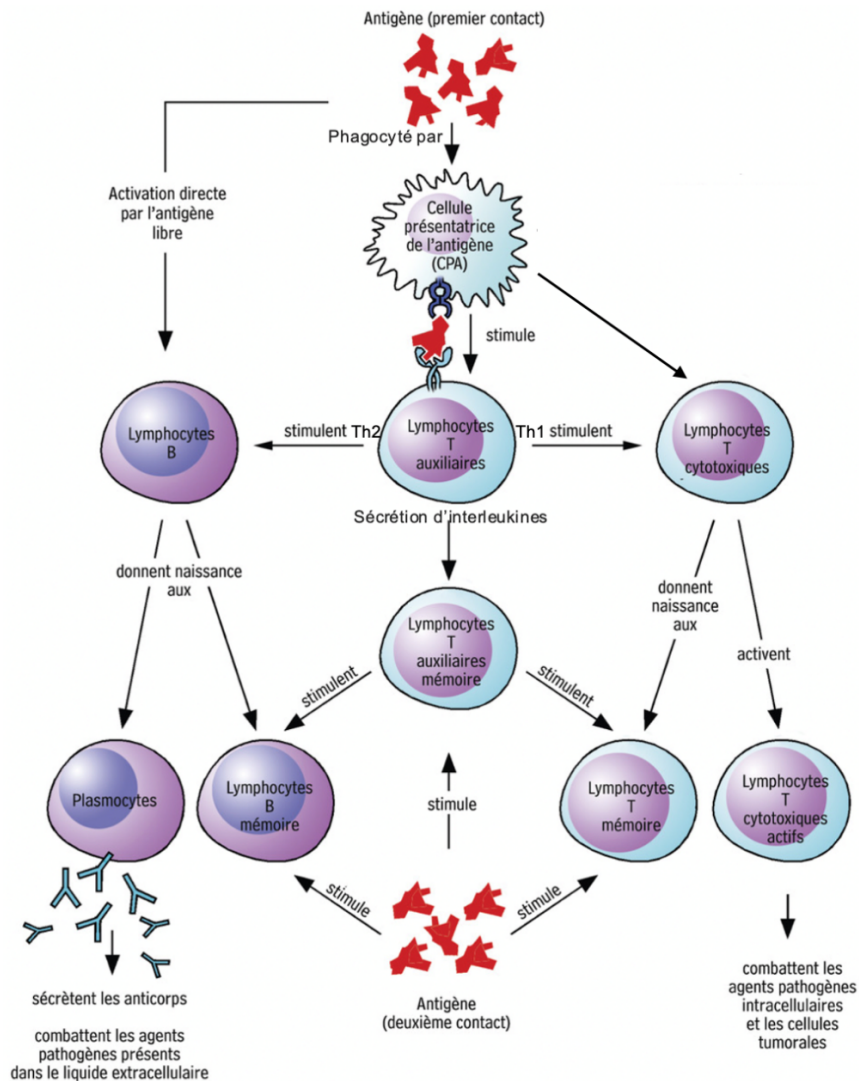 Antigène (premier contact)
Phagocyté par
Activation directe
par l'antigène
libre
Cellule
présentatrice
de l'antigène
(CPA)
stimule
Lymphocytes
B
stimulent Th2
Lymphocytes
T
auxiliaires
Th1 stimulent
Lymphocytes
T
cytotoxiques
Sécrétion d'interleukines
donnent naissance
aux
Lymphocytes
T
auxiliaires
mémoire
donnent
naissance
aux
activent
stimulent
stimulent
Plasmocytes
Lymphocytes
B
mémoire
stimule
Lymphocytes
T
mémoire
Lymphocytes
T
cytotoxiques
actifs
stimule
stimule
sécrètent les anticorps
combattent les agents
pathogènes présents
dans le liquide extracellulaire
Antigène
(deuxième contact)
combattent les
agents pathogènes
intracellulaires
et les cellules
tumorales